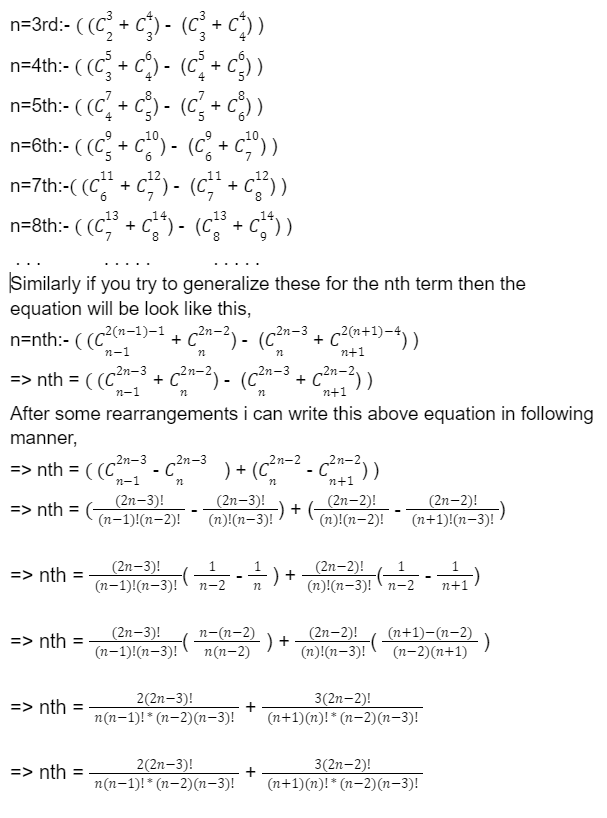 n=3rd:- ( (C^3_2 + C^4_3) - (C^3_3 + C^4_4) )
n=4th:- ( (C^5_3 + C^6_4) - (C^5_4 + C^6_5) )
n=5th:- ( (C^7_4 + C^8_5) - (C^7_5 + C^8_6) )
n=6th:- ( (C^9_5 + C^10_6) - (C^9_6 + C^10_7) )
n=7th:-( (C^11_6 + C^12_7) - (C^11_7 + C^12_8) )
n=8th:- ( (C^13_7 + C^14_8) - (C^13_8 + C^14_9) )
. . . . . . . . . . . . .
Similarly if you try to generalize these for the nth term then the
equation will be look like this,
n=nth:- ( (C^{2(n−1)−1}_{n−1} + C^{2n−2}_n) - (C^{2n−3}_n + C^{2(n+1)−4}_{n+1}) )
=> nth = ( (C^{2n−3}_{n−1} + C^{2n−2}_n) - (C^{2n−3}_n + C^{2n−2}_{n+1}) )
After some rearrangements i can write this above equation in following
manner,
=> nth = ( (C^{2n−3}_{n−1} - C^{2n−3}_n ) + (C^{2n−2}_n - C^{2n−2}_{n+1}) )
=> nth = ( (2n−3)!/((n−1)!(n−2)!) - (2n−3)!/((n)!(n−3)!) ) + ( (2n−2)!/((n)!(n−2)!) - (2n−2)!/((n+1)!(n−3)!) )
=> nth = (2n−3)!/((n−1)!(n−3)!) ( 1/(n−2) - 1/n ) + (2n−2)!/((n)!(n−3)!) ( 1/(n−2) - 1/(n+1) )
=> nth = (2n−3)!/((n−1)!(n−3)!) ( (n−(n−2))/(n(n−2)) ) + (2n−2)!/((n)!(n−3)!) ( ((n+1)−(n−2))/((n−2)(n+1)) )
=> nth = 2(2n−3)!/(n(n−1)!*(n−2)(n−3)!) + 3(2n−2)!/((n+1)(n)!*(n−2)(n−3)!)
=> nth = 2(2n−3)!/(n(n−1)!*(n−2)(n−3)!) + 3(2n−2)!/((n+1)(n)!*(n−2)(n−3)!)